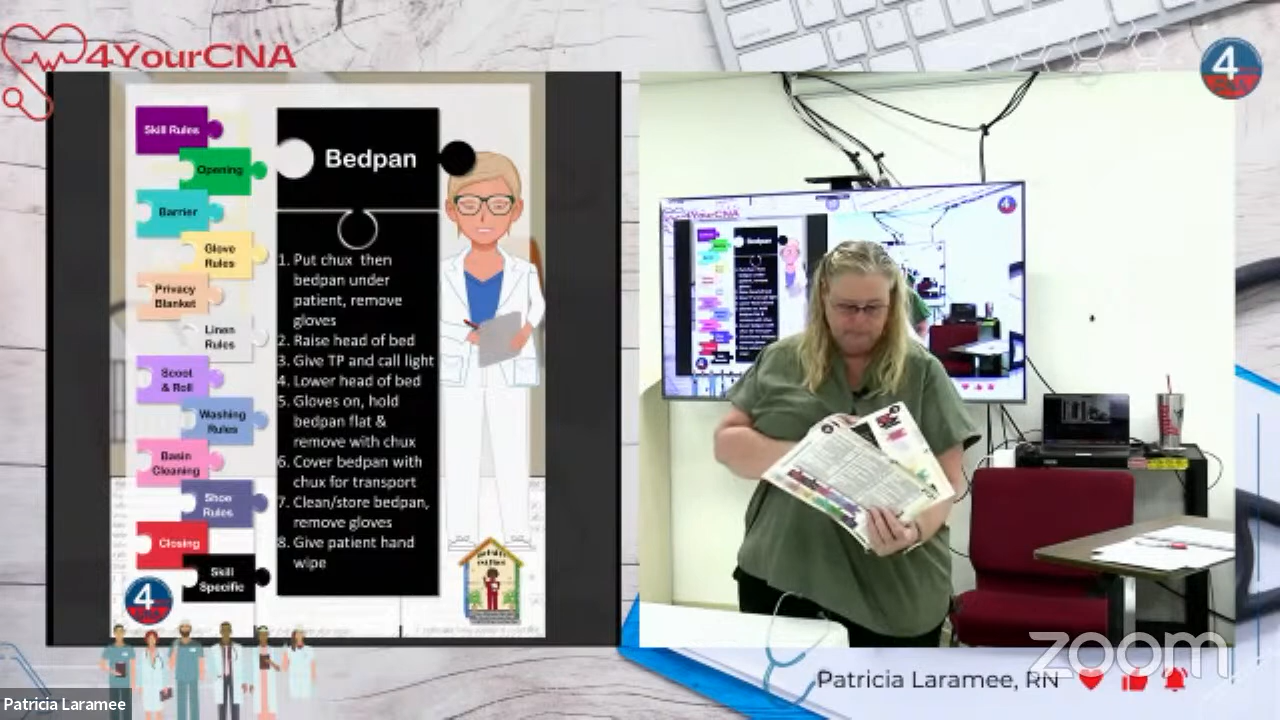 4YourCNA
4
Skill Rules
Opening
Barrier
Glove
Rules
Privacy
Blanket
Linen
Rules
Scoot
& Roll
Washing
Rules
Basin
Cleaning
Shoe
Rules
Closing
Skill
Specific
4
Bedpan
1. Put chux then
bedpan under
patient, remove
gloves
2. Raise head of bed
3. Give TP and call light
4. Lower head of bed
5. Gloves on, hold
bedpan flat &
remove with chux
6. Cover bedpan with
chux for transport
7. Clean/store bedpan,
remove gloves
8. Give patient hand
wipe
4YourCNA
Bedpan
zoom
Patricia Laramee, RN
Patricia Laramee